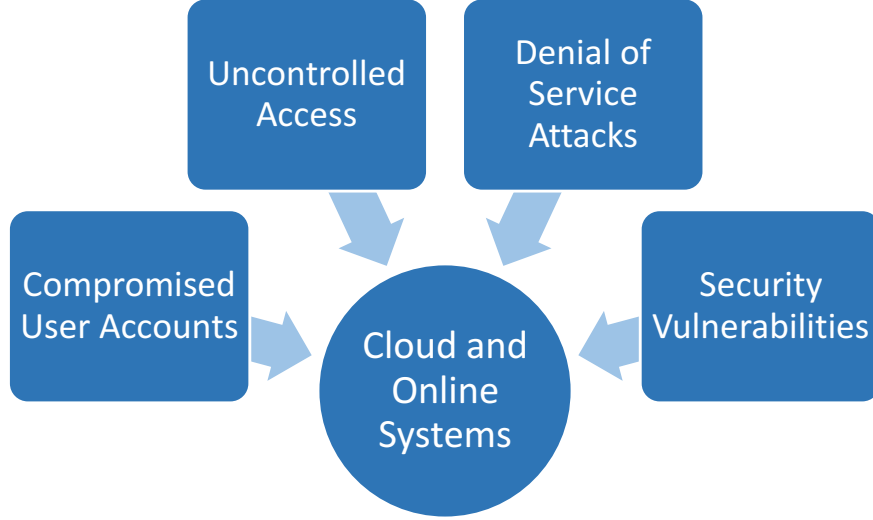 Uncontrolled
Access
Denial of
Service
Attacks
Compromised
User Accounts
Security
Vulnerabilities
Cloud and
Online
Systems